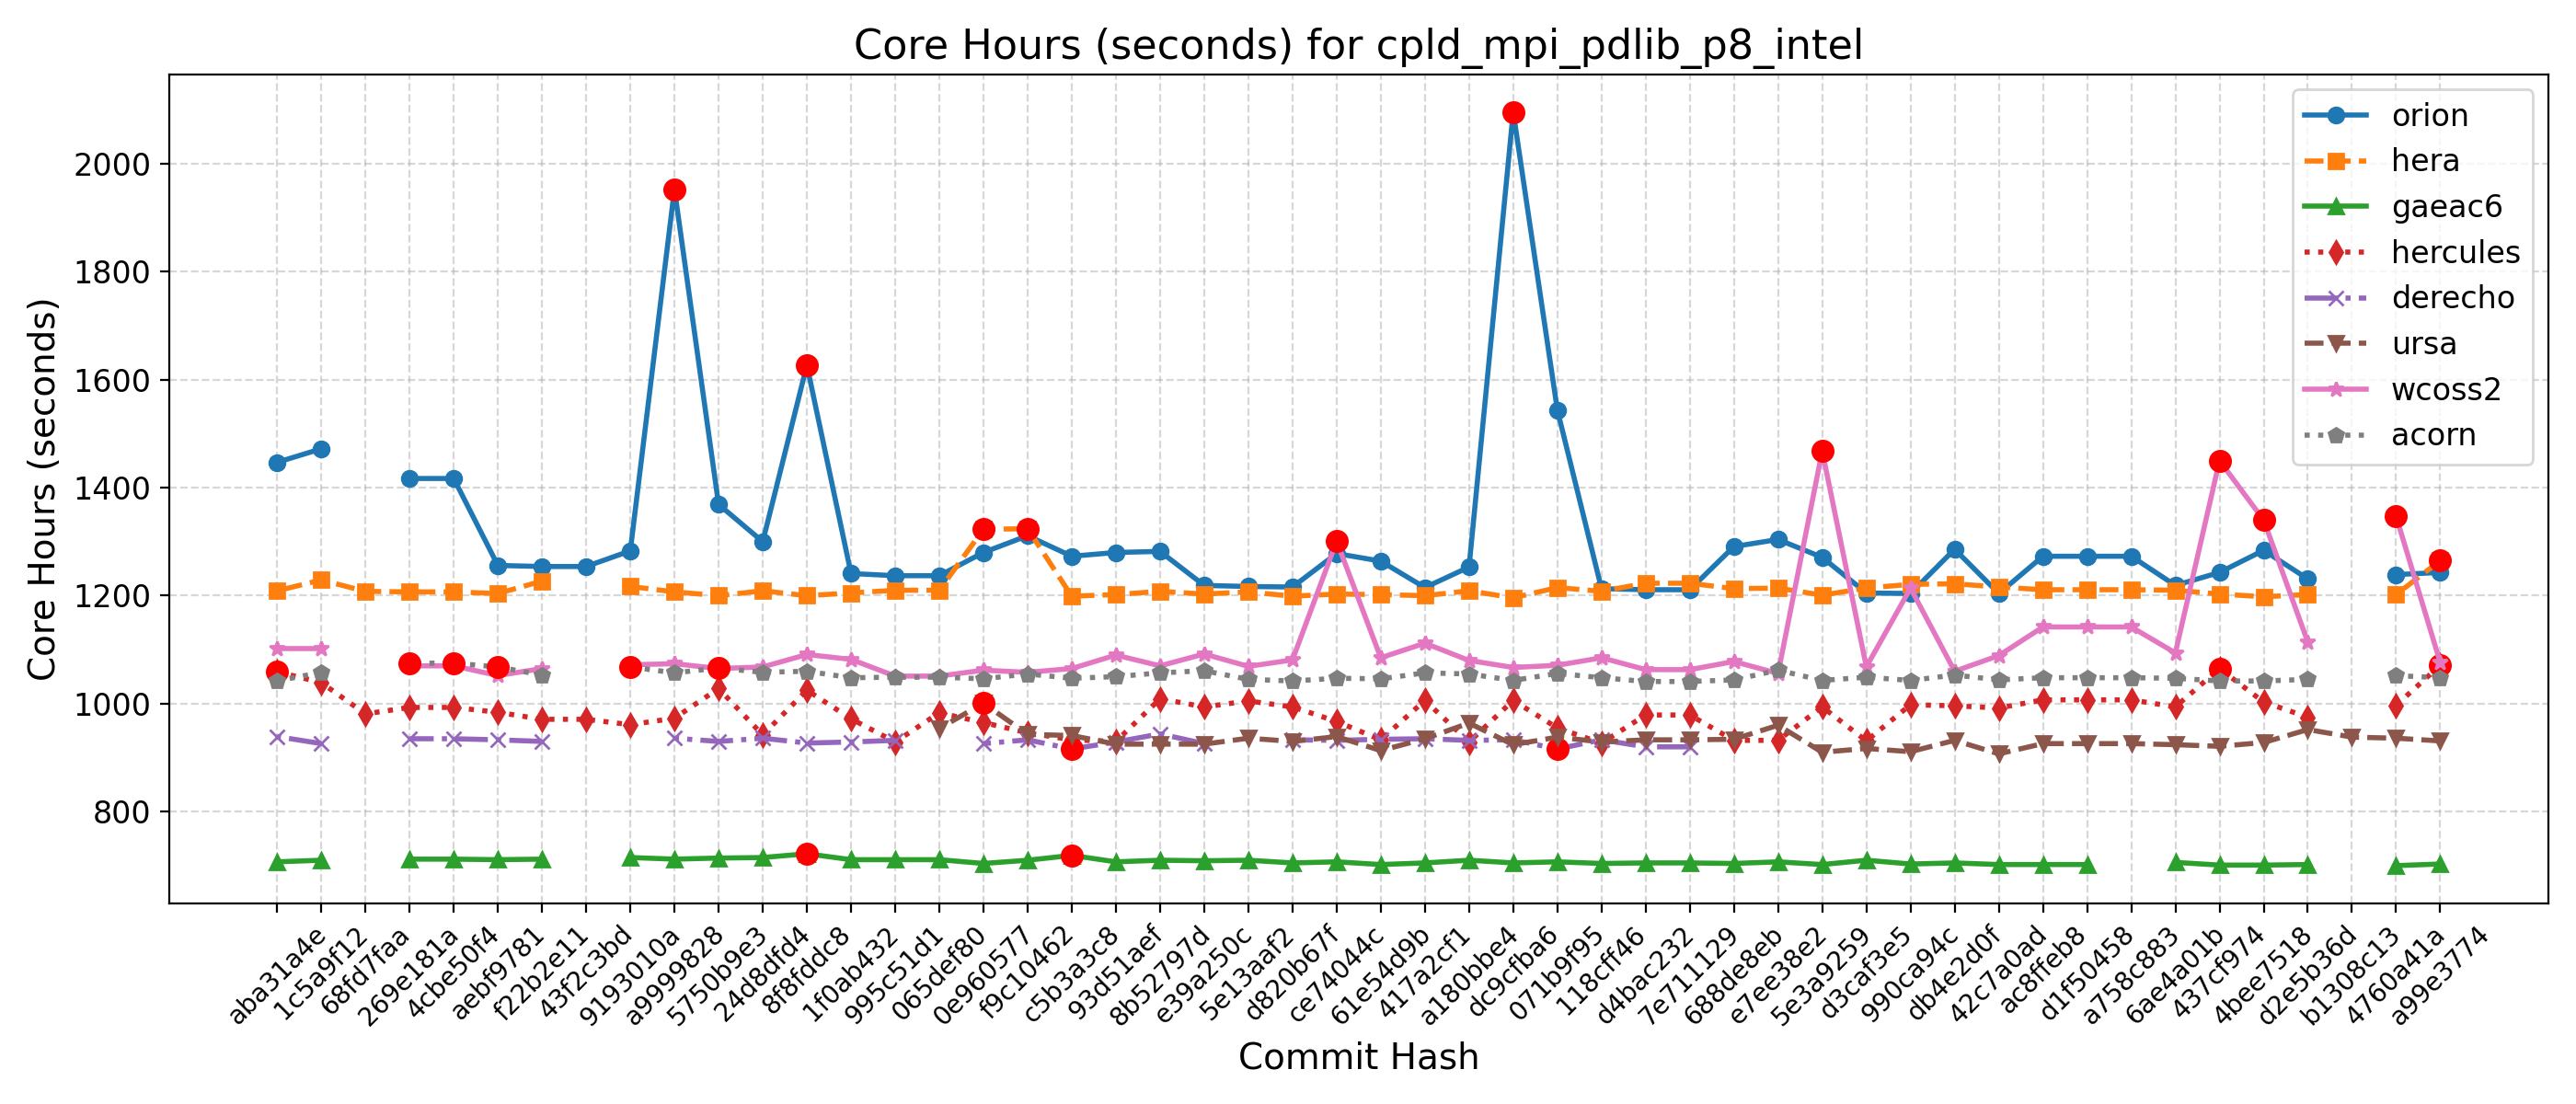 Core Hours (seconds) for cpld_mpi_pdlib_p8_intel
Core Hours (seconds)
2000
1800
1600
1400
1200
1000
800
orion
hera
gaeac6
hercules
derecho
ursa
wcoss2
acorn
aba31a4e
1c5a9f12
68fd7faa
269e181a
4cbe50f4
aebf9781
f22b2e11
43f2c3bd
9193010a
a9999828
5750b9e3
24d8dfd4
8f8fddc8
1f0ab432
995c51d1
065def80
0e960577
f9c10462
c5b3a3c8
93d51aef
8b52797d
e39a250c
5e13aaf2
d820b67f
ce74044c
61e54d9b
417a2cf1
a180bbe4
dc9cfba6
071b9f95
118cff46
d4bac232
7e711129
688de8eb
e7ee38e2
5e3a9259
d3caf3e5
990ca94c
db4e2d0f
42c7a0ad
ac8ffeb8
d1f50458
a758c883
6ae4a01b
437cf974
4bee7518
d2e5b36d
b1308c13
4760a41a
a99e3774
Commit Hash